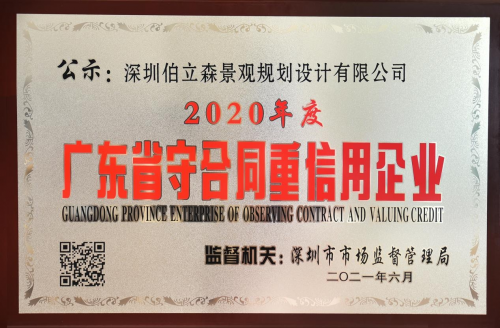 公示：深圳伯立森景观规划设计有限公司
2020年度
广东省守合同重信用企业
GUANGDONG PROVINCE ENTERPRISE OF OBSERVING CONTRACT AND VALUING CREDIT
监督机关：深圳市市场监督管理局
二〇二一年六月